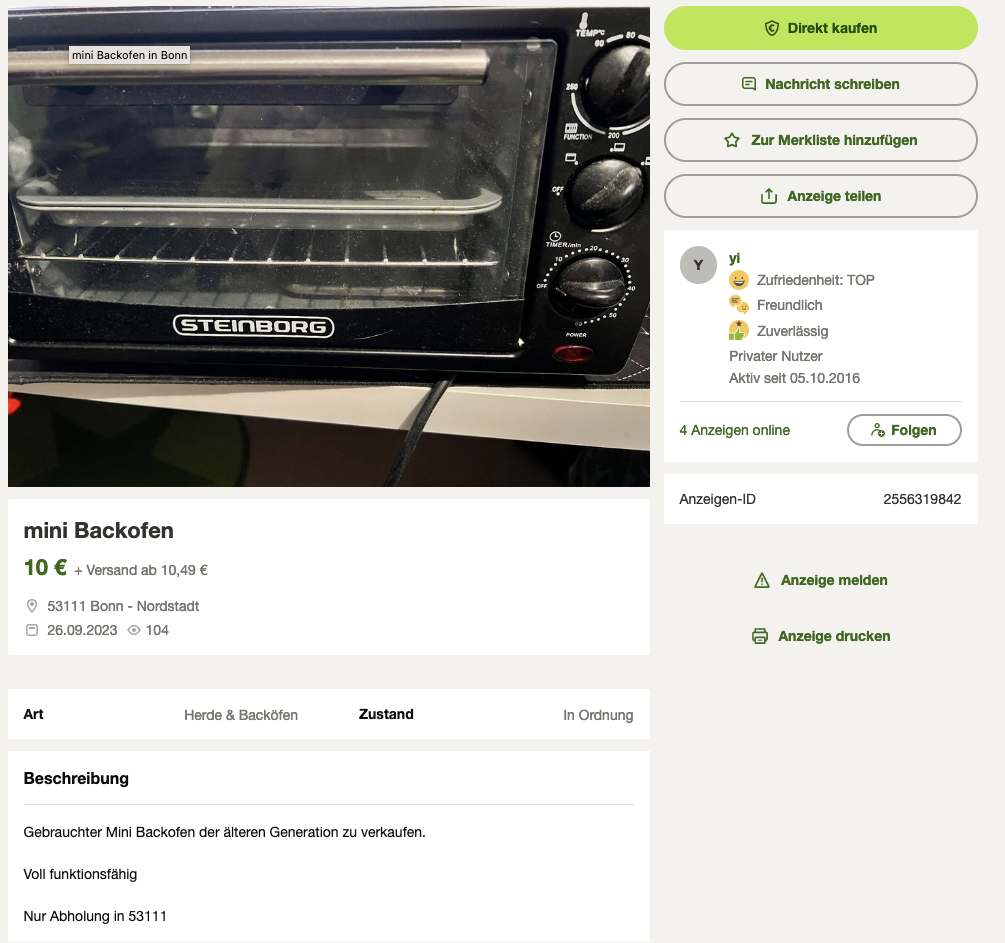 mini Backofen in Bonn
TEMP°C
60
80
260
200
FUNCTION
OFF
TIMER/min
OFF
10
20
30
40
50
60
POWER
STEINBORG
mini Backofen
10 € + Versand ab 10,49 €
53111 Bonn - Nordstadt
26.09.2023 104
Art Herde & Backöfen Zustand In Ordnung
Beschreibung
Gebrauchter Mini Backofen der älteren Generation zu verkaufen.
Voll funktionsfähig
Nur Abholung in 53111
Direkt kaufen
Nachricht schreiben
Zur Merkliste hinzufügen
Anzeige teilen
Y
yi
Zufriedenheit: TOP
Freundlich
Zuverlässig
Privater Nutzer
Aktiv seit 05.10.2016
4 Anzeigen online
Folgen
Anzeigen-ID 2556319842
Anzeige melden
Anzeige drucken